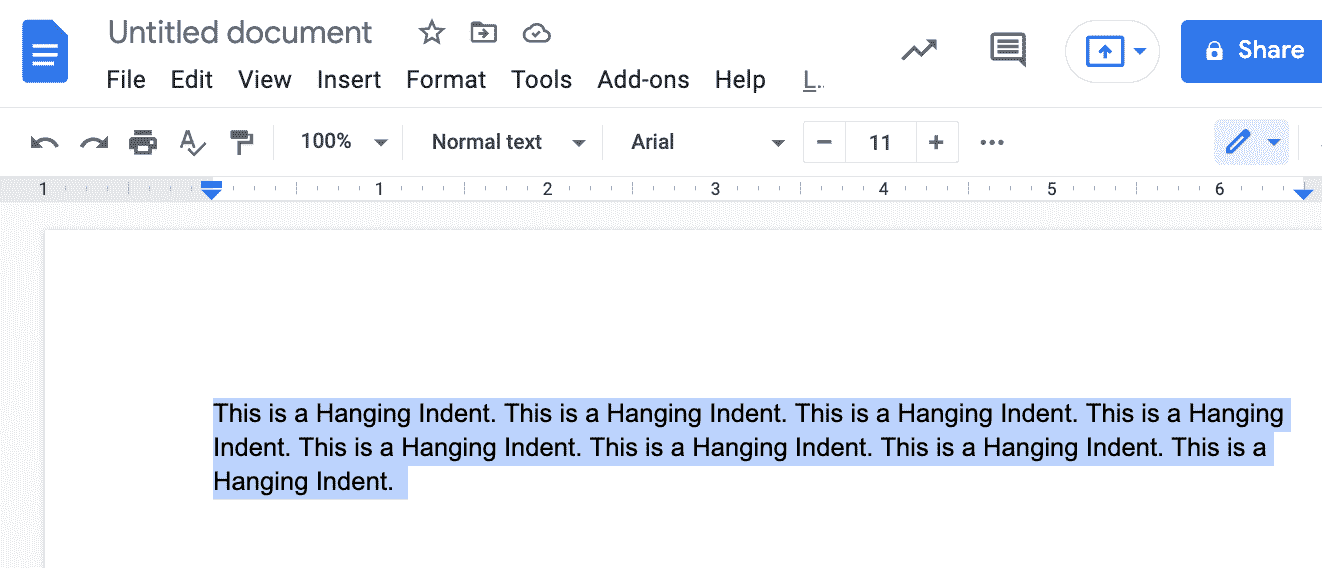 Untitled document
File Edit View Insert Format Tools Add-ons Help L..
Share
100% Normal text Arial − 11 + •••
1 1 2 3 4 5 6
This is a Hanging Indent. This is a Hanging Indent. This is a Hanging Indent. This is a Hanging
Indent. This is a Hanging Indent. This is a Hanging Indent. This is a Hanging Indent. This is a
Hanging Indent.